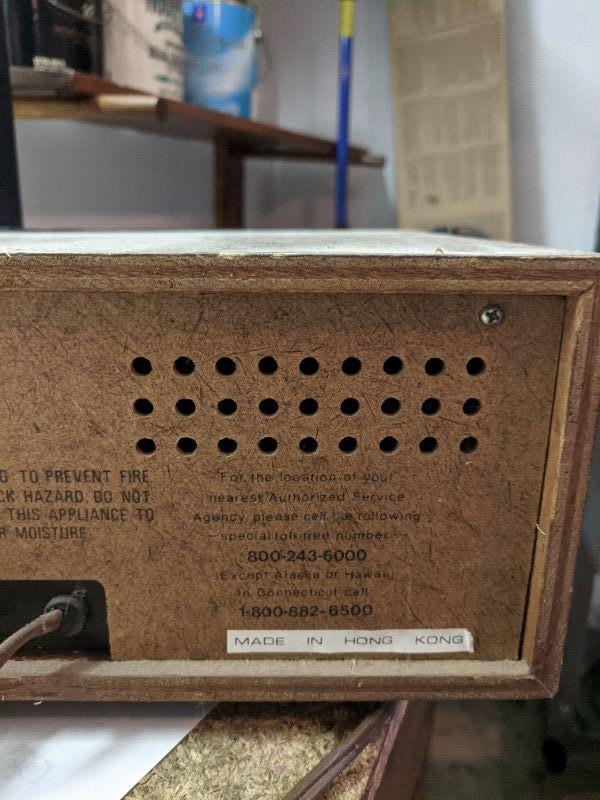 G TO PREVENT FIRE
CK HAZARD, DO NOT
THIS APPLIANCE TO
R MOISTURE
For the location of your
nearest Authorized Service
Agency, please call the following
special toll free number
800-243-6000
(Except Alaska or Hawaii)
In Connecticut call
1-800-882-6500
MADE IN HONG KONG